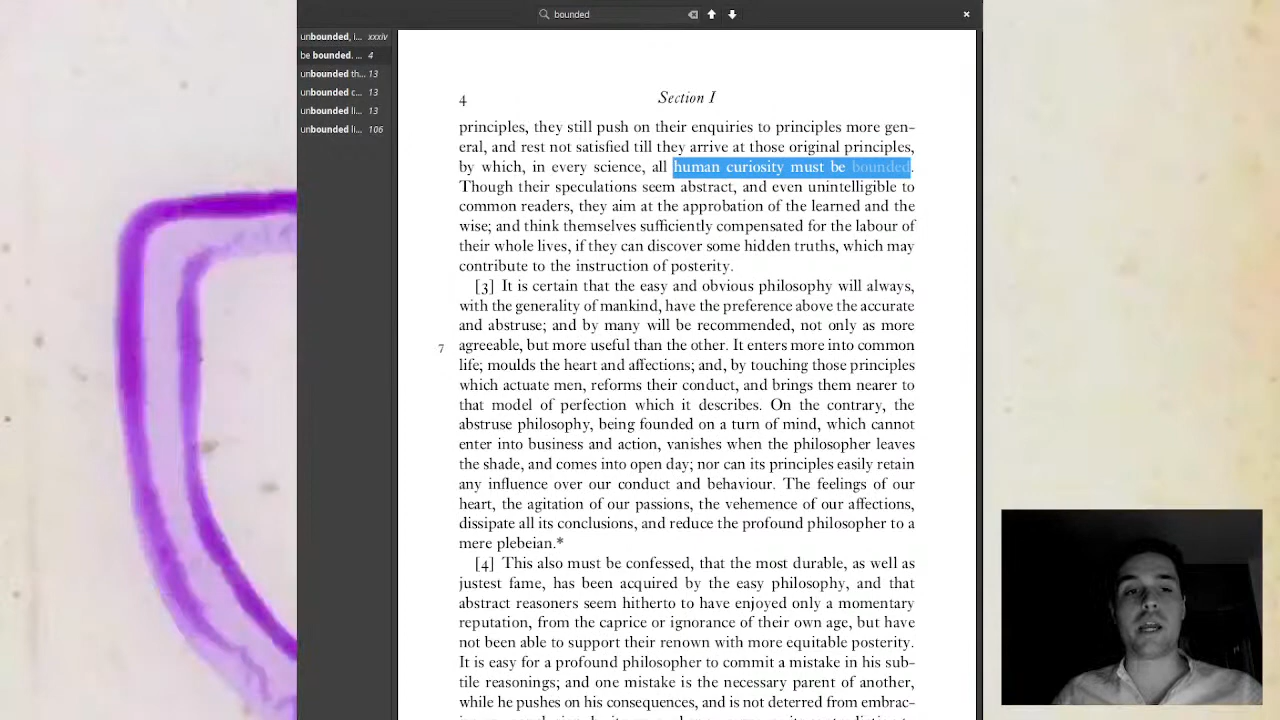 bounded
unbounded, l... xxxiv
be bounded. ... 4
unbounded th... 13
unbounded c... 13
unbounded li... 13
unbounded li... 106
4
Section I
principles, they still push on their enquiries to principles more gen-
eral, and rest not satisfied till they arrive at those original principles,
by which, in every science, all human curiosity must be bounded.
Though their speculations seem abstract, and even unintelligible to
common readers, they aim at the approbation of the learned and the
wise; and think themselves sufficiently compensated for the labour of
their whole lives, if they can discover some hidden truths, which may
contribute to the instruction of posterity.
[3] It is certain that the easy and obvious philosophy will always,
with the generality of mankind, have the preference above the accurate
and abstruse; and by many will be recommended, not only as more
7 agreeable, but more useful than the other. It enters more into common
life; moulds the heart and affections; and, by touching those principles
which actuate men, reforms their conduct, and brings them nearer to
that model of perfection which it describes. On the contrary, the
abstruse philosophy, being founded on a turn of mind, which cannot
enter into business and action, vanishes when the philosopher leaves
the shade, and comes into open day; nor can its principles easily retain
any influence over our conduct and behaviour. The feelings of our
heart, the agitation of our passions, the vehemence of our affections,
dissipate all its conclusions, and reduce the profound philosopher to a
mere plebeian.*
[4] This also must be confessed, that the most durable, as well as
justest fame, has been acquired by the easy philosophy, and that
abstract reasoners seem hitherto to have enjoyed only a momentary
reputation, from the caprice or ignorance of their own age, but have
not been able to support their renown with more equitable posterity.
It is easy for a profound philosopher to commit a mistake in his sub-
tile reasonings; and one mistake is the necessary parent of another,
while he pushes on his consequences, and is not deterred from embrac-